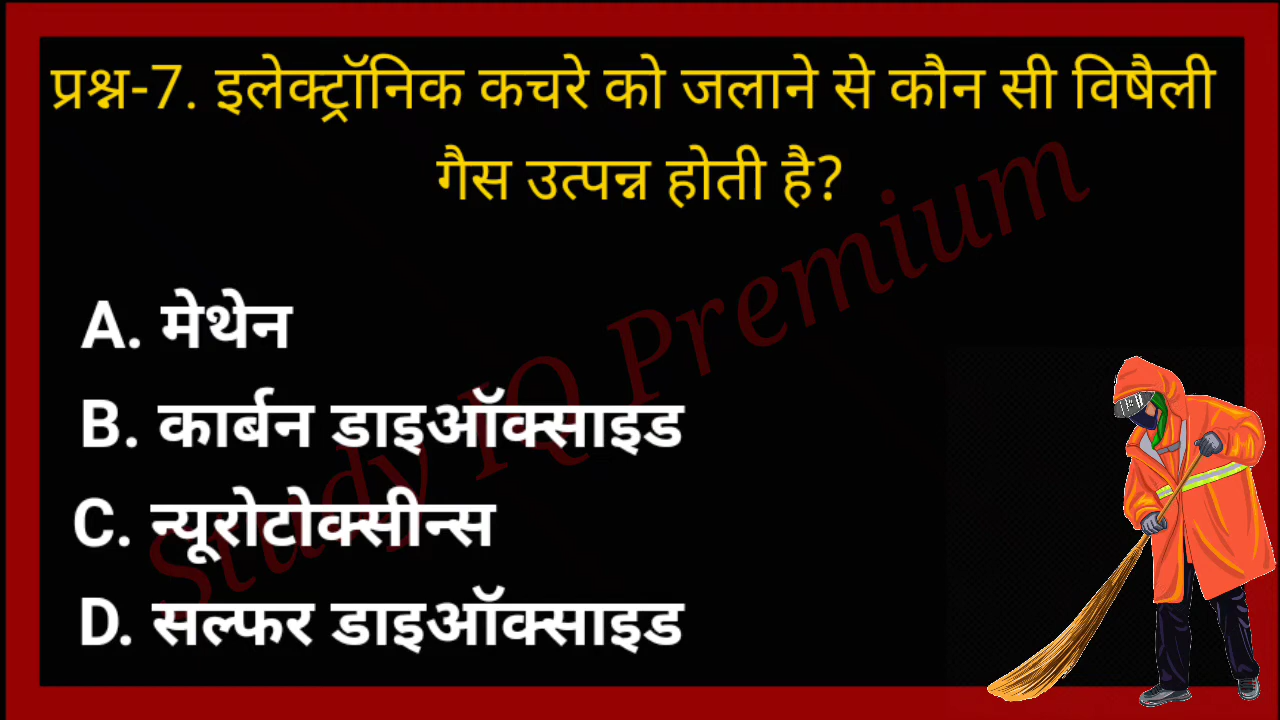 प्रश्न-7. इलेक्ट्रॉनिक कचरे को जलाने से कौन सी विषैली
गैस उत्पन्न होती है?
A. मेथेन
B. कार्बन डाइऑक्साइड
C. न्यूरोटोक्सीन्स
D. सल्फर डाइऑक्साइड
Study IQ Premium